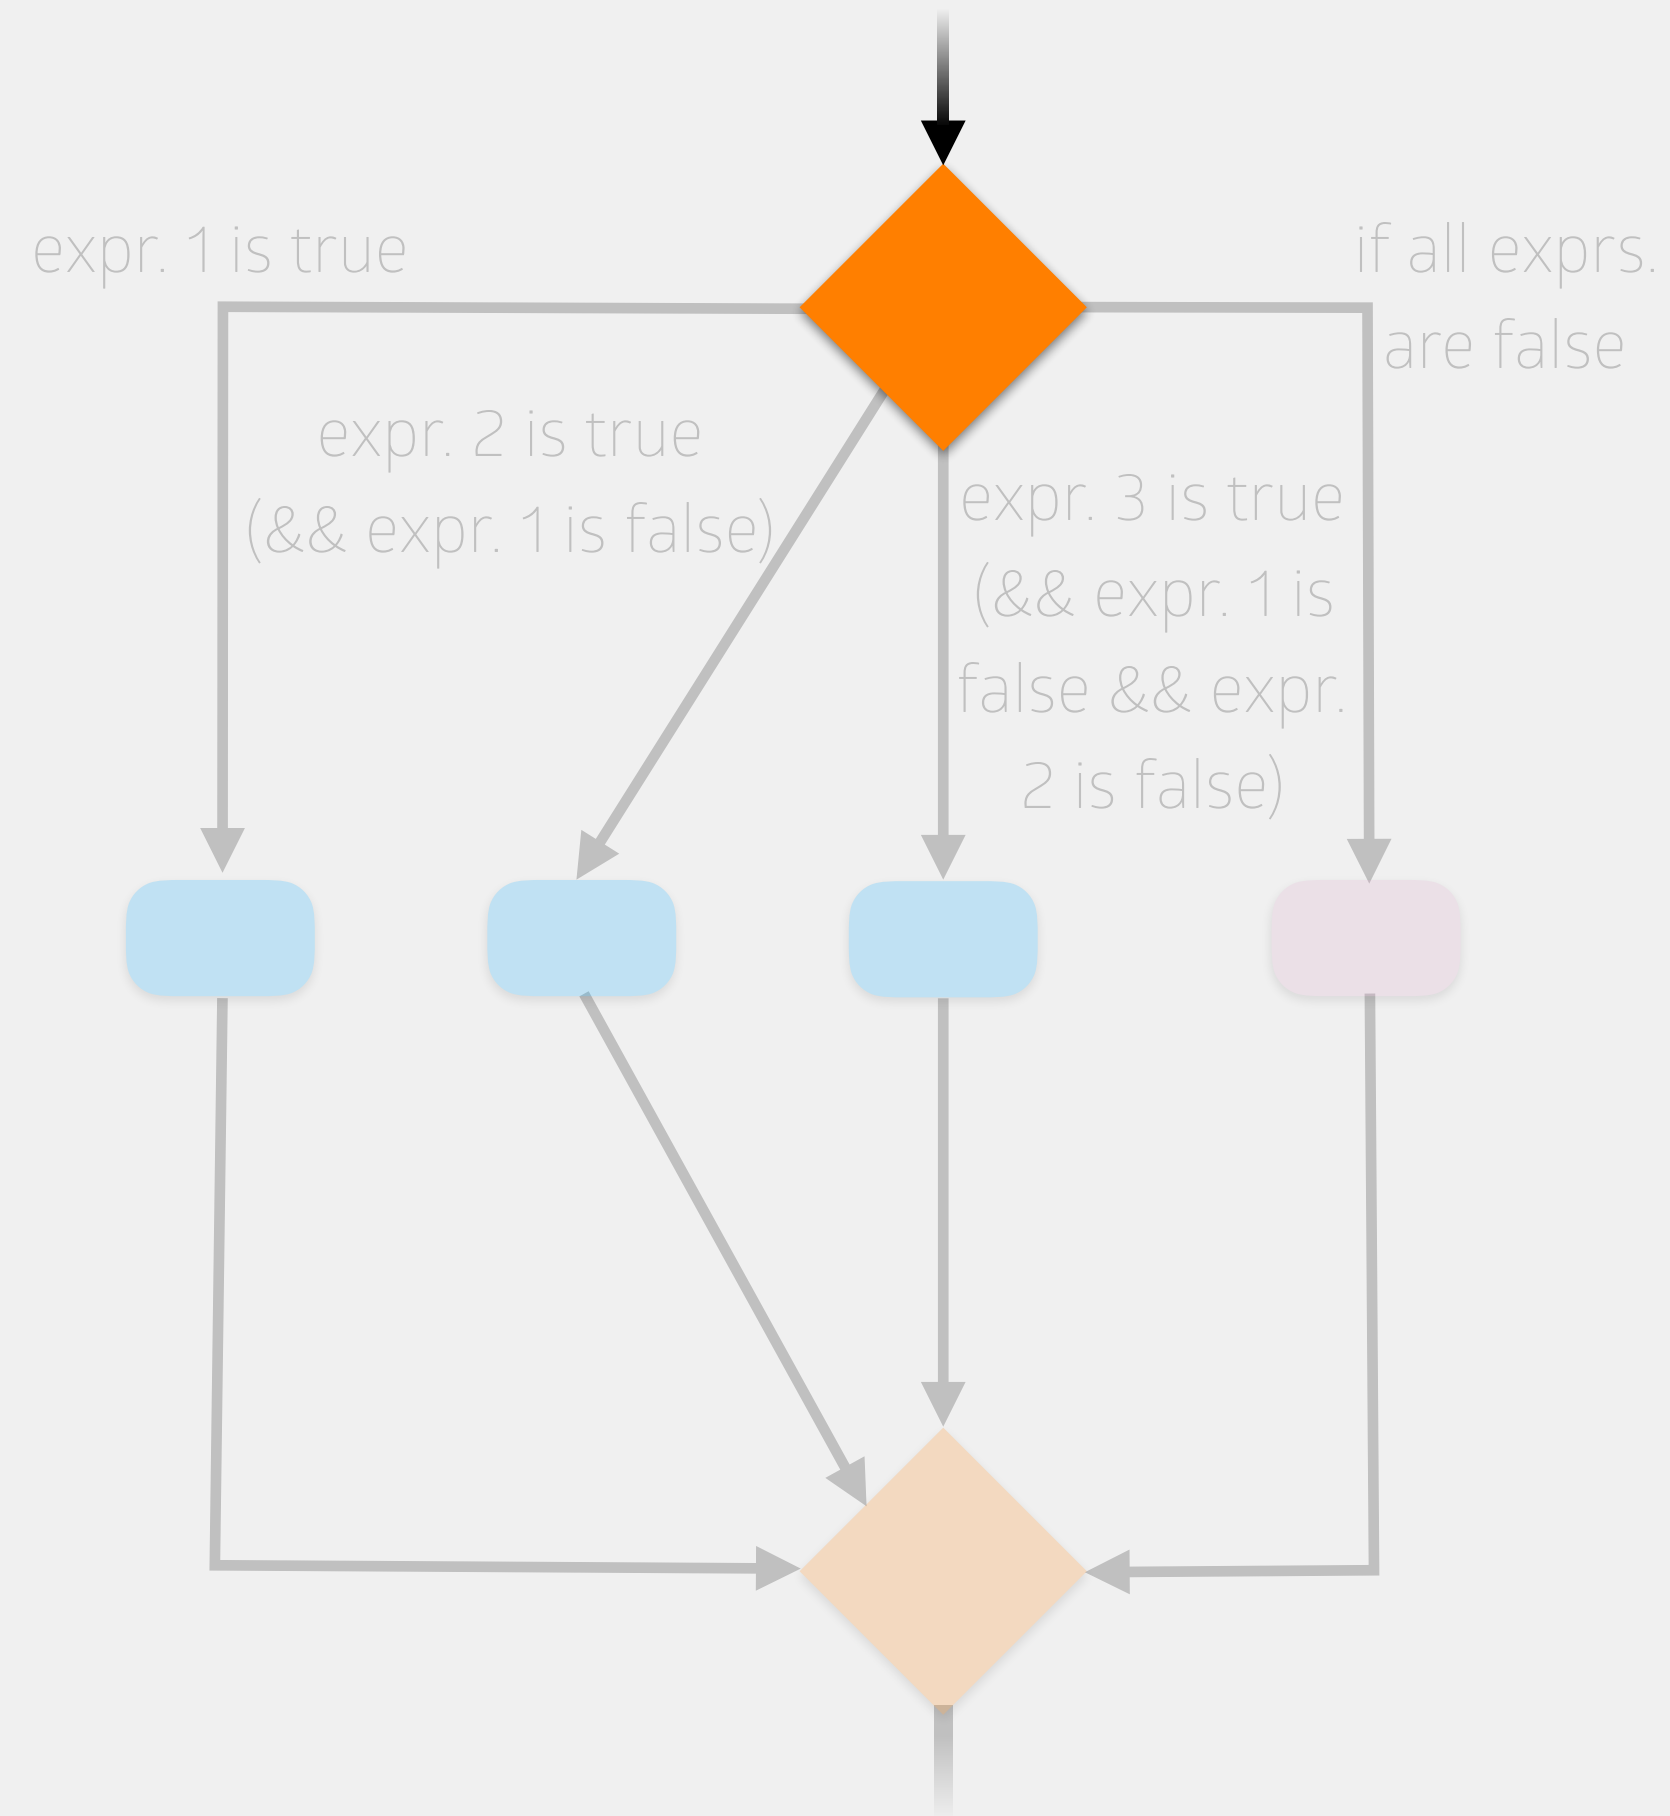 expr. 1 is true
if all exprs.
are false
expr. 2 is true
(&& expr. 1 is false)
expr. 3 is true
(&& expr. 1 is
false && expr.
2 is false)